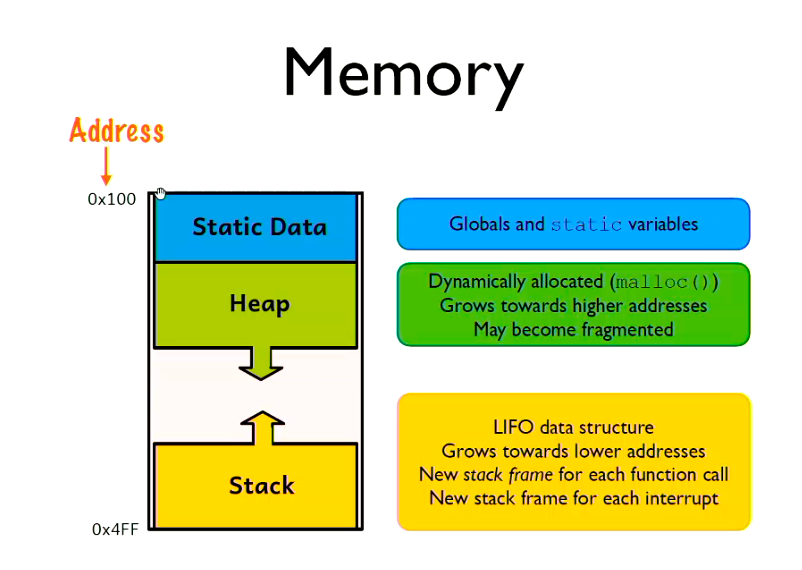 Memory
Address
0x100
Static Data
Globals and static variables
Heap
Dynamically allocated (malloc())
Grows towards higher addresses
May become fragmented
Stack
LIFO data structure
Grows towards lower addresses
New stack frame for each function call
New stack frame for each interrupt
0x4FF